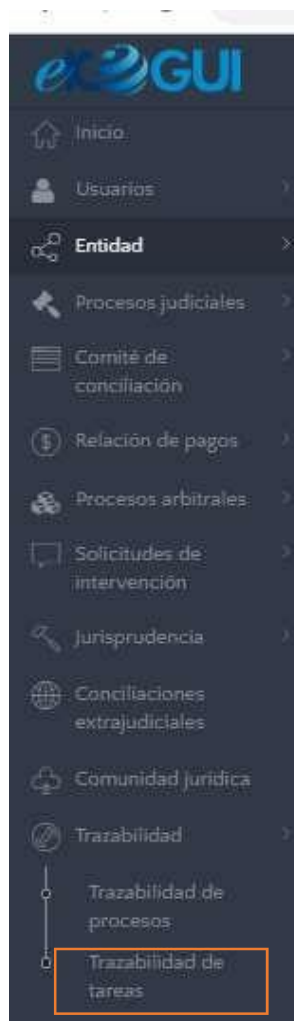 eKOGUI
Inicio
Usuarios
Entidad
Procesos judiciales
Comité de
conciliación
Relación de pagos
Procesos arbitrales
Solicitudes de
intervención
Jurisprudencia
Conciliaciones
extrajudiciales
Comunidad jurídica
Trazabilidad
Trazabilidad de
procesos
Trazabilidad de
tareas